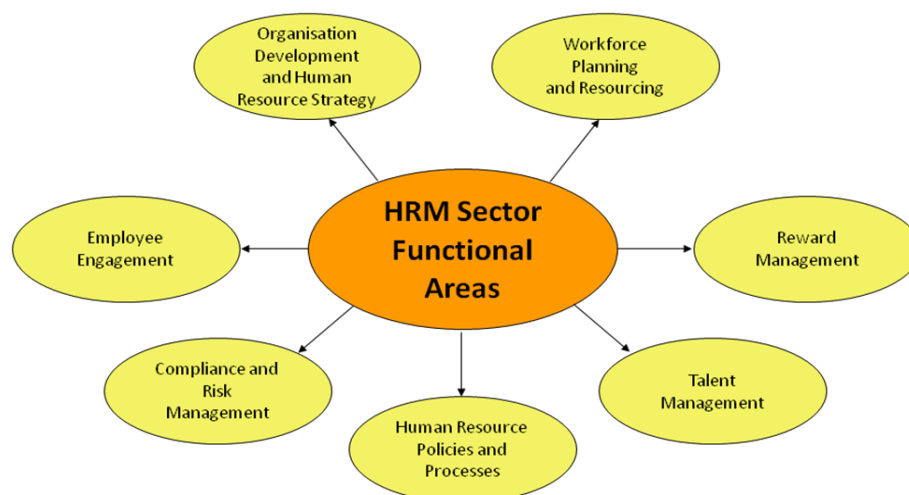 Organisation
Development
and Human
Resource Strategy
Workforce
Planning
and Resourcing
HRM Sector
Functional
Areas
Employee
Engagement
Reward
Management
Compliance and
Risk
Management
Talent
Management
Human Resource
Policies and
Processes